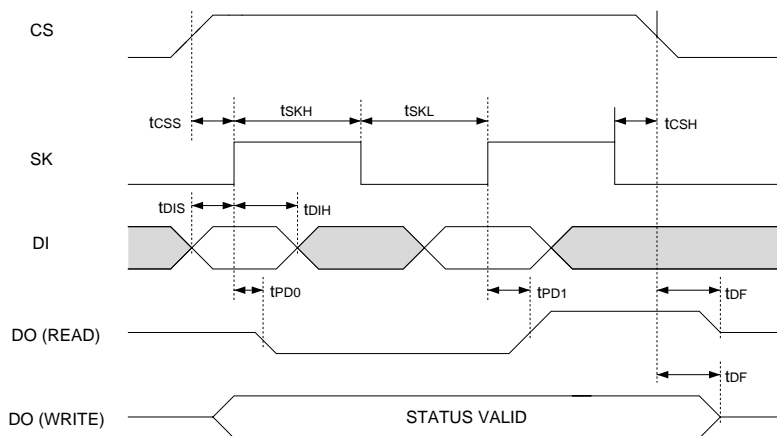 CS
tCSS tSKH tSKL tCSH
SK
tDIS tDIH
DI
tPD0 tPD1 tDF
DO (READ)
tDF
DO (WRITE) STATUS VALID